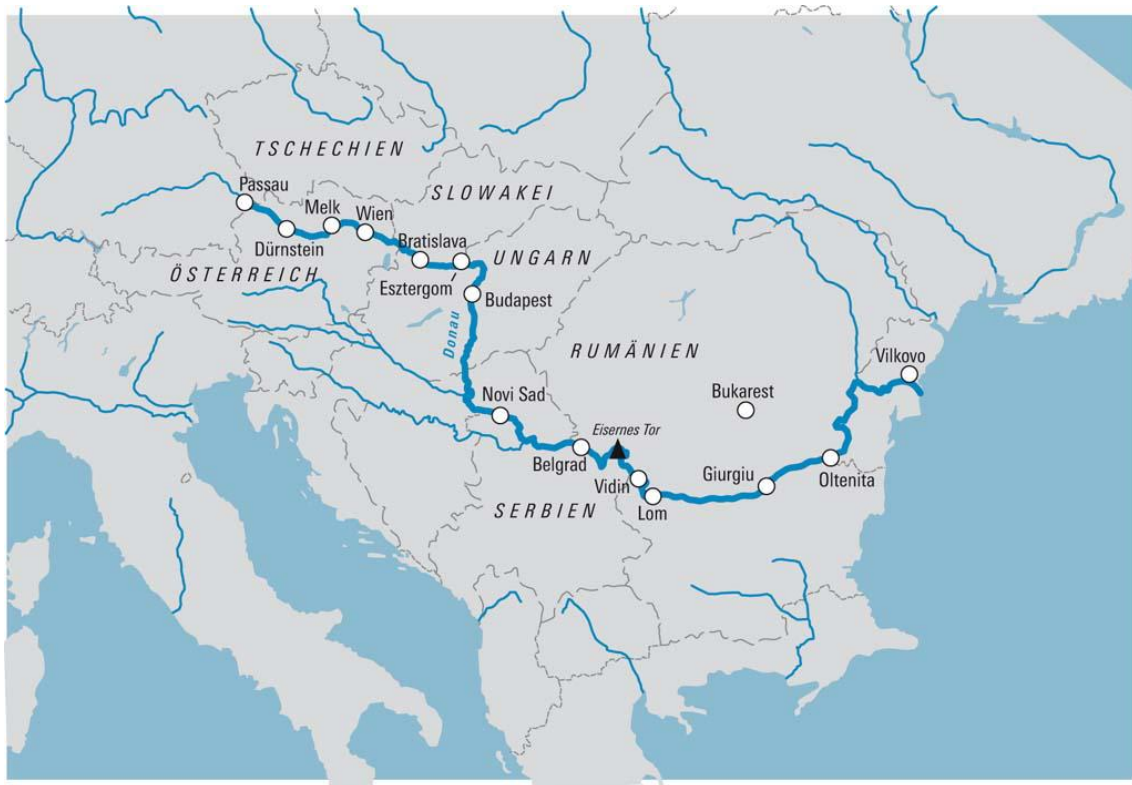 TSCHECHIEN
SLOWAKEI
Passau
Melk
Wien
Dürnstein
Bratislava
UNGARN
ÖSTERREICH
Esztergom
Budapest
Donau
RUMÄNIEN
Vilkovo
Novi Sad
Bukarest
Eisernes Tor
Belgrad
Vidin
Giurgiu
Oltenita
Lom
SERBIEN